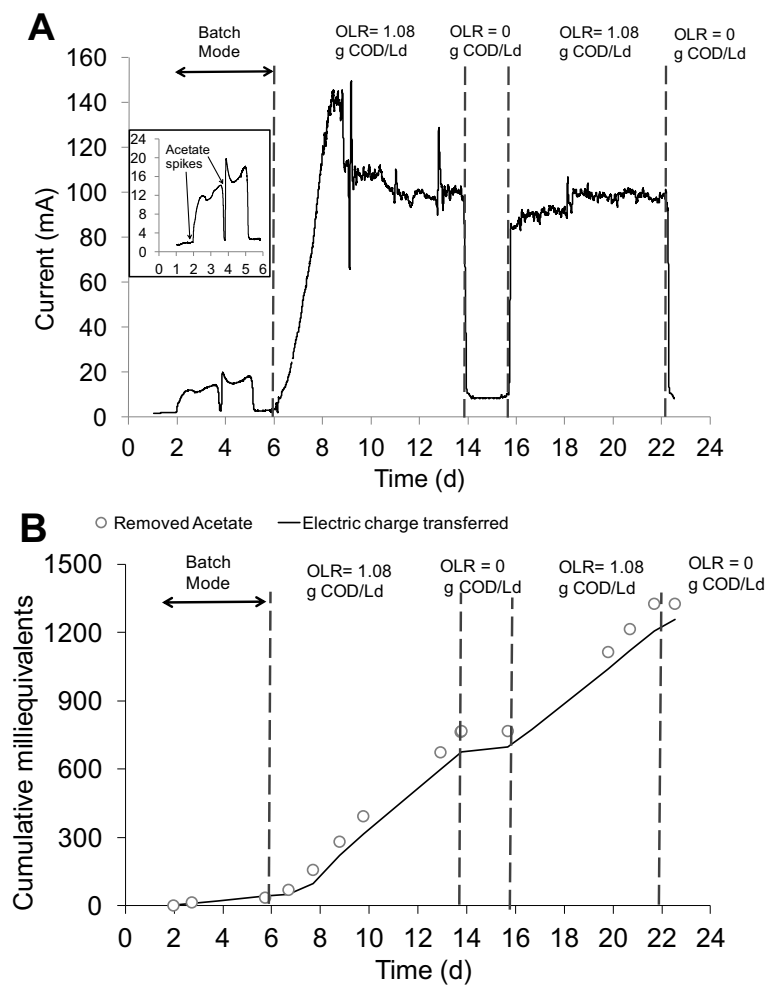 A
Batch
Mode
OLR= 1.08
g COD/Ld
OLR = 0
g COD/Ld
OLR= 1.08
g COD/Ld
OLR = 0
g COD/Ld
Current (mA)
160
140
120
100
80
60
40
20
0
24
20
16
12
8
4
0
Acetate
spikes
0 1 2 3 4 5 6
0 2 4 6 8 10 12 14 16 18 20 22 24
Time (d)
B
Removed Acetate
Electric charge transferred
Batch
Mode
OLR= 1.08
g COD/Ld
OLR = 0
g COD/Ld
OLR= 1.08
g COD/Ld
OLR = 0
g COD/Ld
Cumulative milliequivalents
1500
1200
900
600
300
0
0 2 4 6 8 10 12 14 16 18 20 22 24
Time (d)